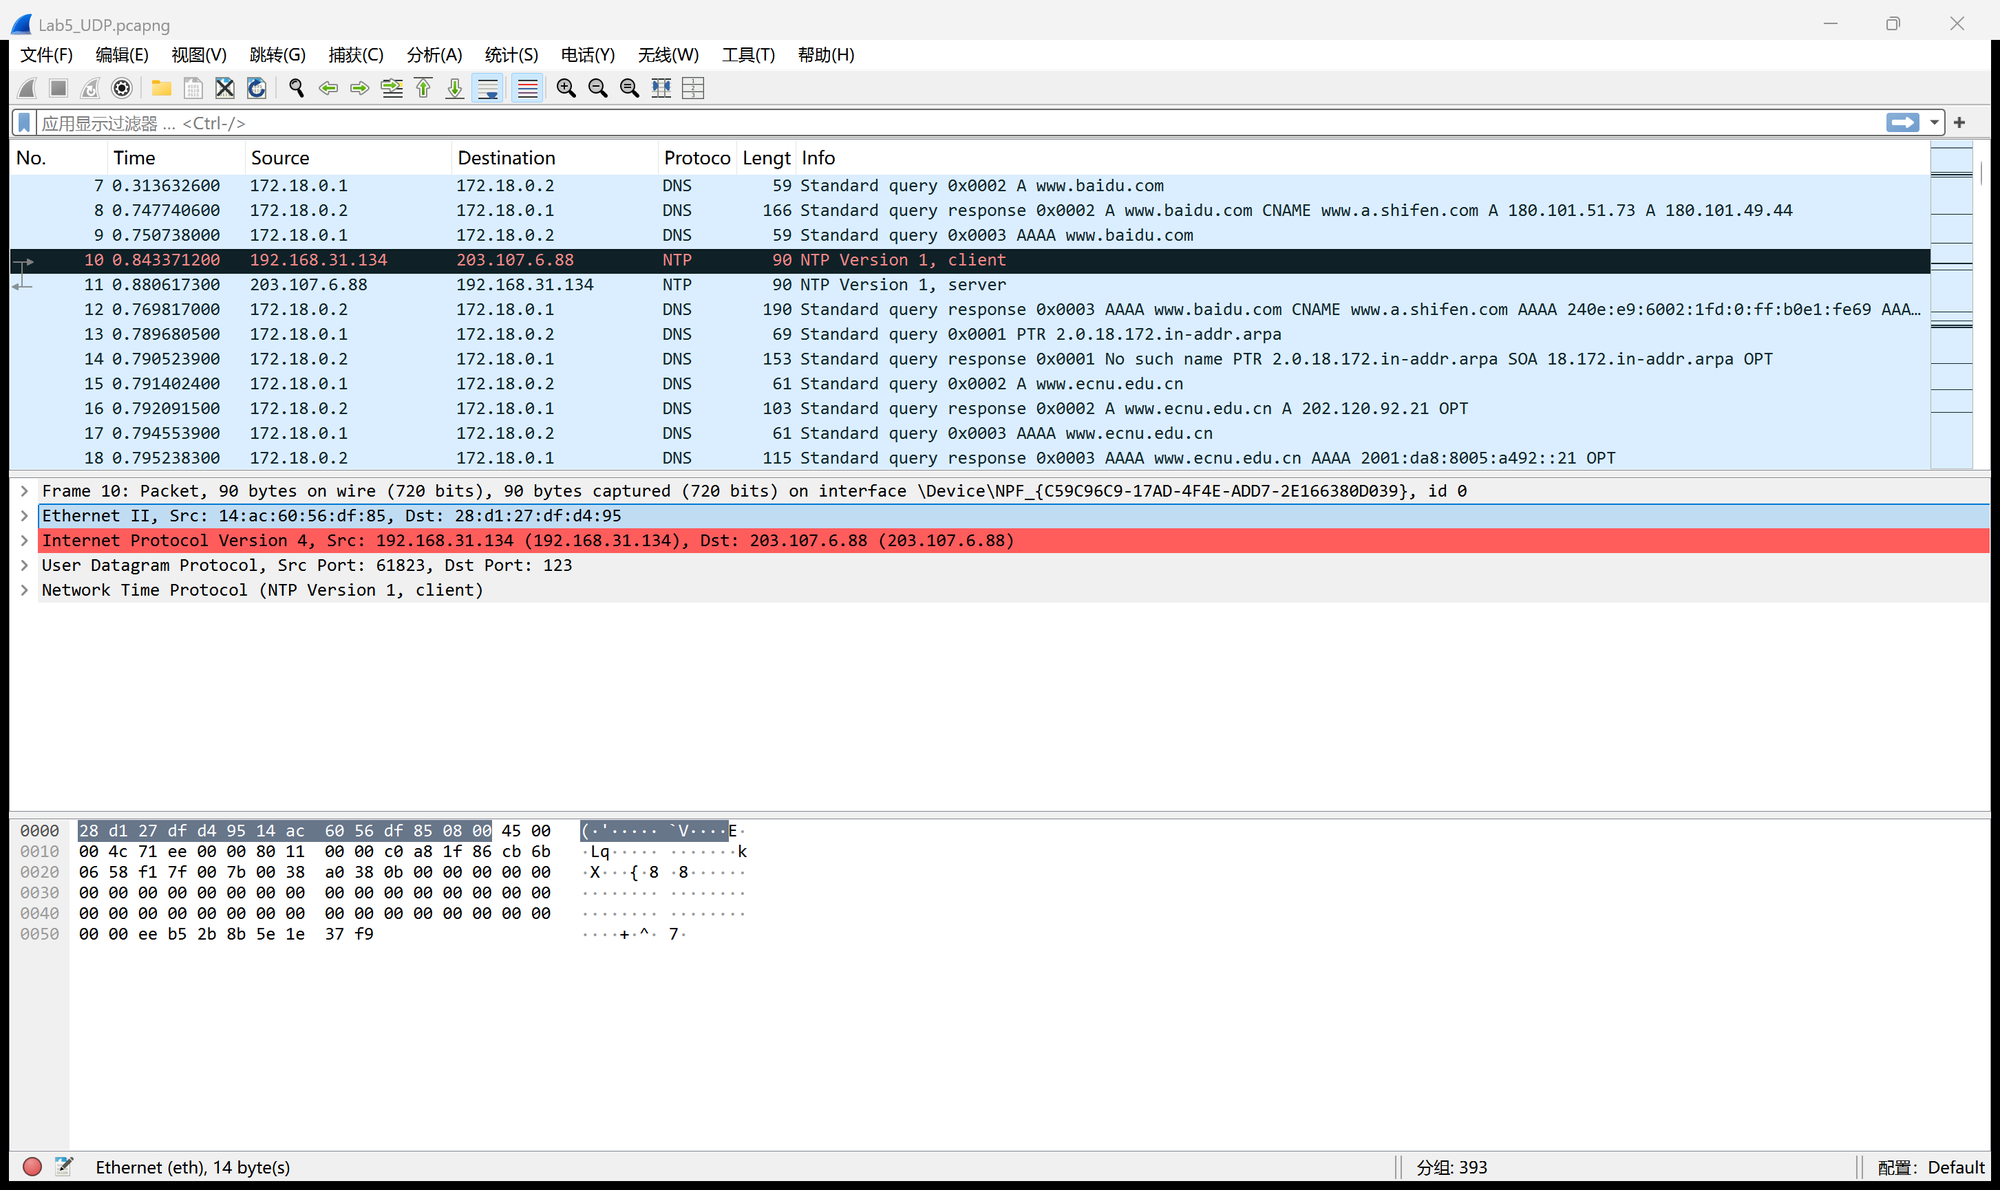 Lab5_UDP.pcapng
文件(F) 编辑(E) 视图(V) 跳转(G) 捕获(C) 分析(A) 统计(S) 电话(Y) 无线(W) 工具(T) 帮助(H)
应用显示过滤器 … <Ctrl-/>
No. Time Source Destination Protoco Lengt Info
7 0.313632600 172.18.0.1 172.18.0.2 DNS 59 Standard query 0x0002 A www.baidu.com
8 0.747740600 172.18.0.2 172.18.0.1 DNS 166 Standard query response 0x0002 A www.baidu.com CNAME www.a.shifen.com A 180.101.51.73 A 180.101.49.44
9 0.750738000 172.18.0.1 172.18.0.2 DNS 59 Standard query 0x0003 AAAA www.baidu.com
10 0.843371200 192.168.31.134 203.107.6.88 NTP 90 NTP Version 1, client
11 0.880617300 203.107.6.88 192.168.31.134 NTP 90 NTP Version 1, server
12 0.769817000 172.18.0.2 172.18.0.1 DNS 190 Standard query response 0x0003 AAAA www.baidu.com CNAME www.a.shifen.com AAAA 240e:e9:6002:1fd:0:ff:b0e1:fe69 AAA…
13 0.789680500 172.18.0.1 172.18.0.2 DNS 69 Standard query 0x0001 PTR 2.0.18.172.in-addr.arpa
14 0.790523900 172.18.0.2 172.18.0.1 DNS 153 Standard query response 0x0001 No such name PTR 2.0.18.172.in-addr.arpa SOA 18.172.in-addr.arpa OPT
15 0.791402400 172.18.0.1 172.18.0.2 DNS 61 Standard query 0x0002 A www.ecnu.edu.cn
16 0.792091500 172.18.0.2 172.18.0.1 DNS 103 Standard query response 0x0002 A www.ecnu.edu.cn A 202.120.92.21 OPT
17 0.794553900 172.18.0.1 172.18.0.2 DNS 61 Standard query 0x0003 AAAA www.ecnu.edu.cn
18 0.795238300 172.18.0.2 172.18.0.1 DNS 115 Standard query response 0x0003 AAAA www.ecnu.edu.cn AAAA 2001:da8:8005:a492::21 OPT
Frame 10: Packet, 90 bytes on wire (720 bits), 90 bytes captured (720 bits) on interface \Device\NPF_{C59C96C9-17AD-4F4E-ADD7-2E166380D039}, id 0
Ethernet II, Src: 14:ac:60:56:df:85, Dst: 28:d1:27:df:d4:95
Internet Protocol Version 4, Src: 192.168.31.134 (192.168.31.134), Dst: 203.107.6.88 (203.107.6.88)
User Datagram Protocol, Src Port: 61823, Dst Port: 123
Network Time Protocol (NTP Version 1, client)
0000 28 d1 27 df d4 95 14 ac 60 56 df 85 08 00 45 00 (·'····· `V····E·
0010 00 4c 71 ee 00 00 80 11 00 00 c0 a8 1f 86 cb 6b ·Lq····· ·······k
0020 06 58 f1 7f 00 7b 00 38 a0 38 0b 00 00 00 00 00 ·X···{·8 ·8······
0030 00 00 00 00 00 00 00 00 00 00 00 00 00 00 00 00 ········ ········
0040 00 00 00 00 00 00 00 00 00 00 00 00 00 00 00 00 ········ ········
0050 00 00 ee b5 2b 8b 5e 1e 37 f9 ····+·^· 7·
Ethernet (eth), 14 byte(s) 分组: 393 配置: Default